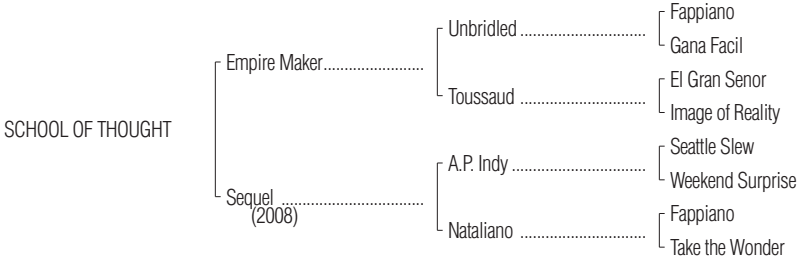 Fappiano
Unbridled ..............................
Gana Facil
Empire Maker........................
El Gran Senor
Toussaud ..............................
Image of Reality
SCHOOL OF THOUGHT
Seattle Slew
A.P. Indy ................................
Weekend Surprise
Sequel ..................................
(2008)
Fappiano
Nataliano ..............................
Take the Wonder